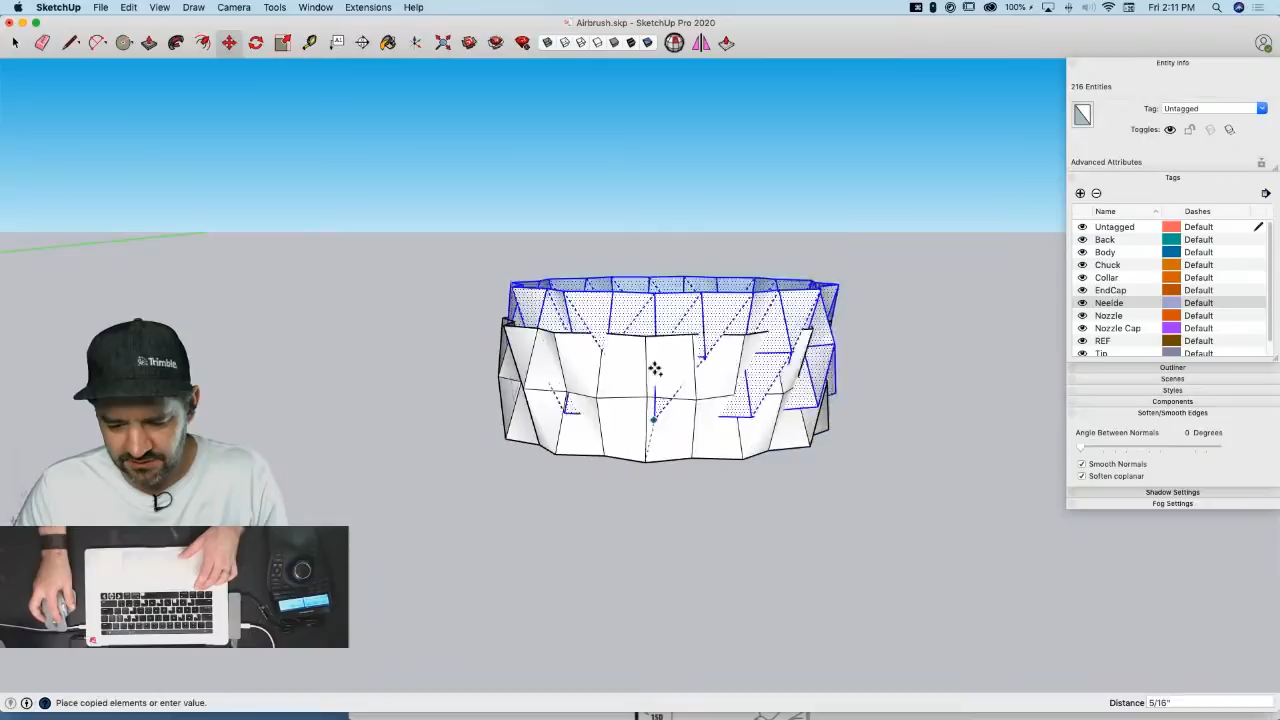 SketchUp File Edit View Camera Draw Tools Window Extensions Help 100% Fri 2:11 PM
Airbrush.skp - SketchUp Pro 2020
Entity Info
216 Entities
Tag: Untagged
Toggles:
Advanced Attributes
Tags
Name Dashes
Untagged Default
Back Default
Body Default
Chuck Default
Collar Default
EndCap Default
Neelde Default
Nozzle Default
Nozzle Cap Default
REF Default
Tip Default
Outliner
Scenes
Styles
Components
Soften/Smooth Edges
Angle Between Normals 0 Degrees
Smooth Normals
Soften coplanar
Shadow Settings
Fog Settings
Trimble
Place copied elements or enter value. Distance 5/16"
150